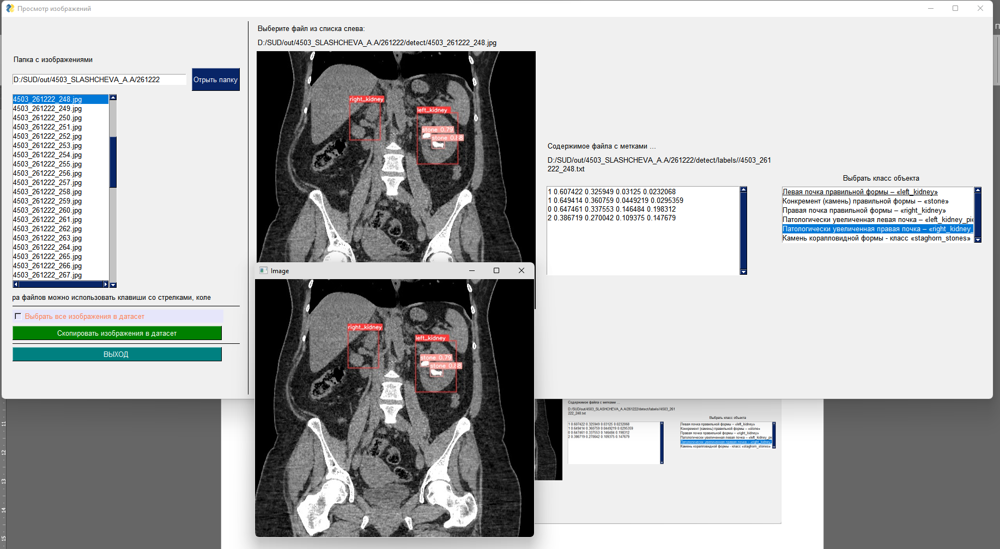 Просмотр изображений
Папка с изображениями
D:/SUD/out/4503_SLASHCHEVA_A.A/261222
Отрыть папку
4503_261222_248.jpg
4503_261222_249.jpg
4503_261222_250.jpg
4503_261222_251.jpg
4503_261222_252.jpg
4503_261222_253.jpg
4503_261222_254.jpg
4503_261222_255.jpg
4503_261222_256.jpg
4503_261222_257.jpg
4503_261222_258.jpg
4503_261222_259.jpg
4503_261222_260.jpg
4503_261222_261.jpg
4503_261222_262.jpg
4503_261222_263.jpg
4503_261222_264.jpg
4503_261222_265.jpg
4503_261222_266.jpg
4503_261222_267.jpg
ра файлов можно использовать клавиши со стрелками, коле
Выбрать все изображения в датасет
Скопировать изображения в датасет
ВЫХОД
Выберите файл из списка слева:
D:/SUD/out/4503_SLASHCHEVA_A.A/261222/detect/4503_261222_248.jpg
right_kidney
left_kidney
stone 0.79
stone 0.88
Содержимое файла с метками ...
D:/SUD/out/4503_SLASHCHEVA_A.A/261222/detect/labels//4503_261
222_248.txt
1 0.607422 0.325949 0.03125 0.0232068
1 0.649414 0.360759 0.0449219 0.0295359
0 0.647461 0.337553 0.146484 0.198312
2 0.386719 0.270042 0.109375 0.147679
Выбрать класс объекта
Левая почка правильной формы – «left_kidney»
Конкремент (камень) правильной формы – «stone»
Правая почка правильной формы – «right_kidney»
Патологически увеличенная левая почка – «left_kidney_pie
Патологически увеличенная правая почка – «right_kidney_
Камень коралловидной формы - класс «staghorn_stones»
Image
right_kidney
left_kidney
stone 0.79
stone 0.88
Содержимое файла с метками ...
D:/SUD/out/4503_SLASHCHEVA_A.A/261222/detect/labels//4503_261
222_248.txt
1 0.607422 0.325949 0.03125 0.0232068
1 0.649414 0.360759 0.0449219 0.0295359
0 0.647461 0.337553 0.146484 0.198312
2 0.386719 0.270042 0.109375 0.147679
Выбрать класс объекта
Левая почка правильной формы – «left_kidney»
Конкремент (камень) правильной формы – «stone»
Правая почка правильной формы – «right_kidney»
Патологически увеличенная левая почка – «left_kidney_pie
Патологически увеличенная правая почка – «right_kidney_
Камень коралловидной формы - класс «staghorn_stones»
11
12
13
14
15